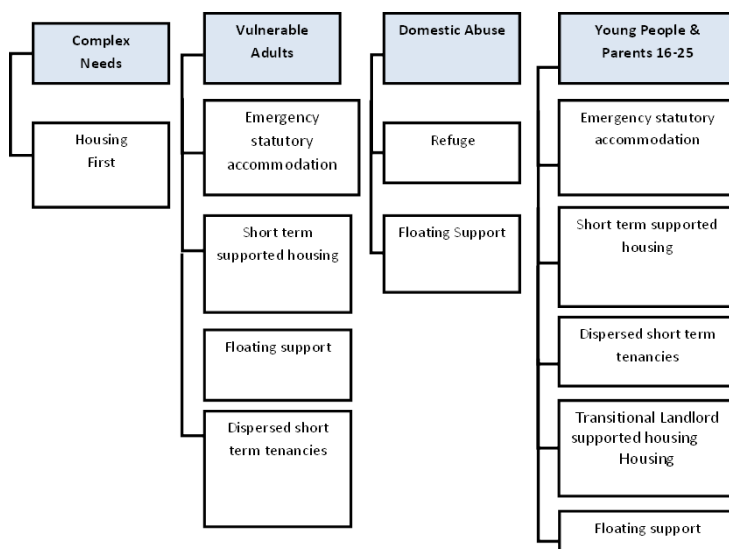 Complex
Needs
Housing
First
Vulnerable
Adults
Emergency
statutory
accommodation
Short term
supported housing
Floating support
Dispersed short
term tenancies
Domestic Abuse
Refuge
Floating Support
Young People &
Parents 16-25
Emergency statutory
accommodation
Short term supported
housing
Dispersed short term
tenancies
Transitional Landlord
supported housing
Housing
Floating support